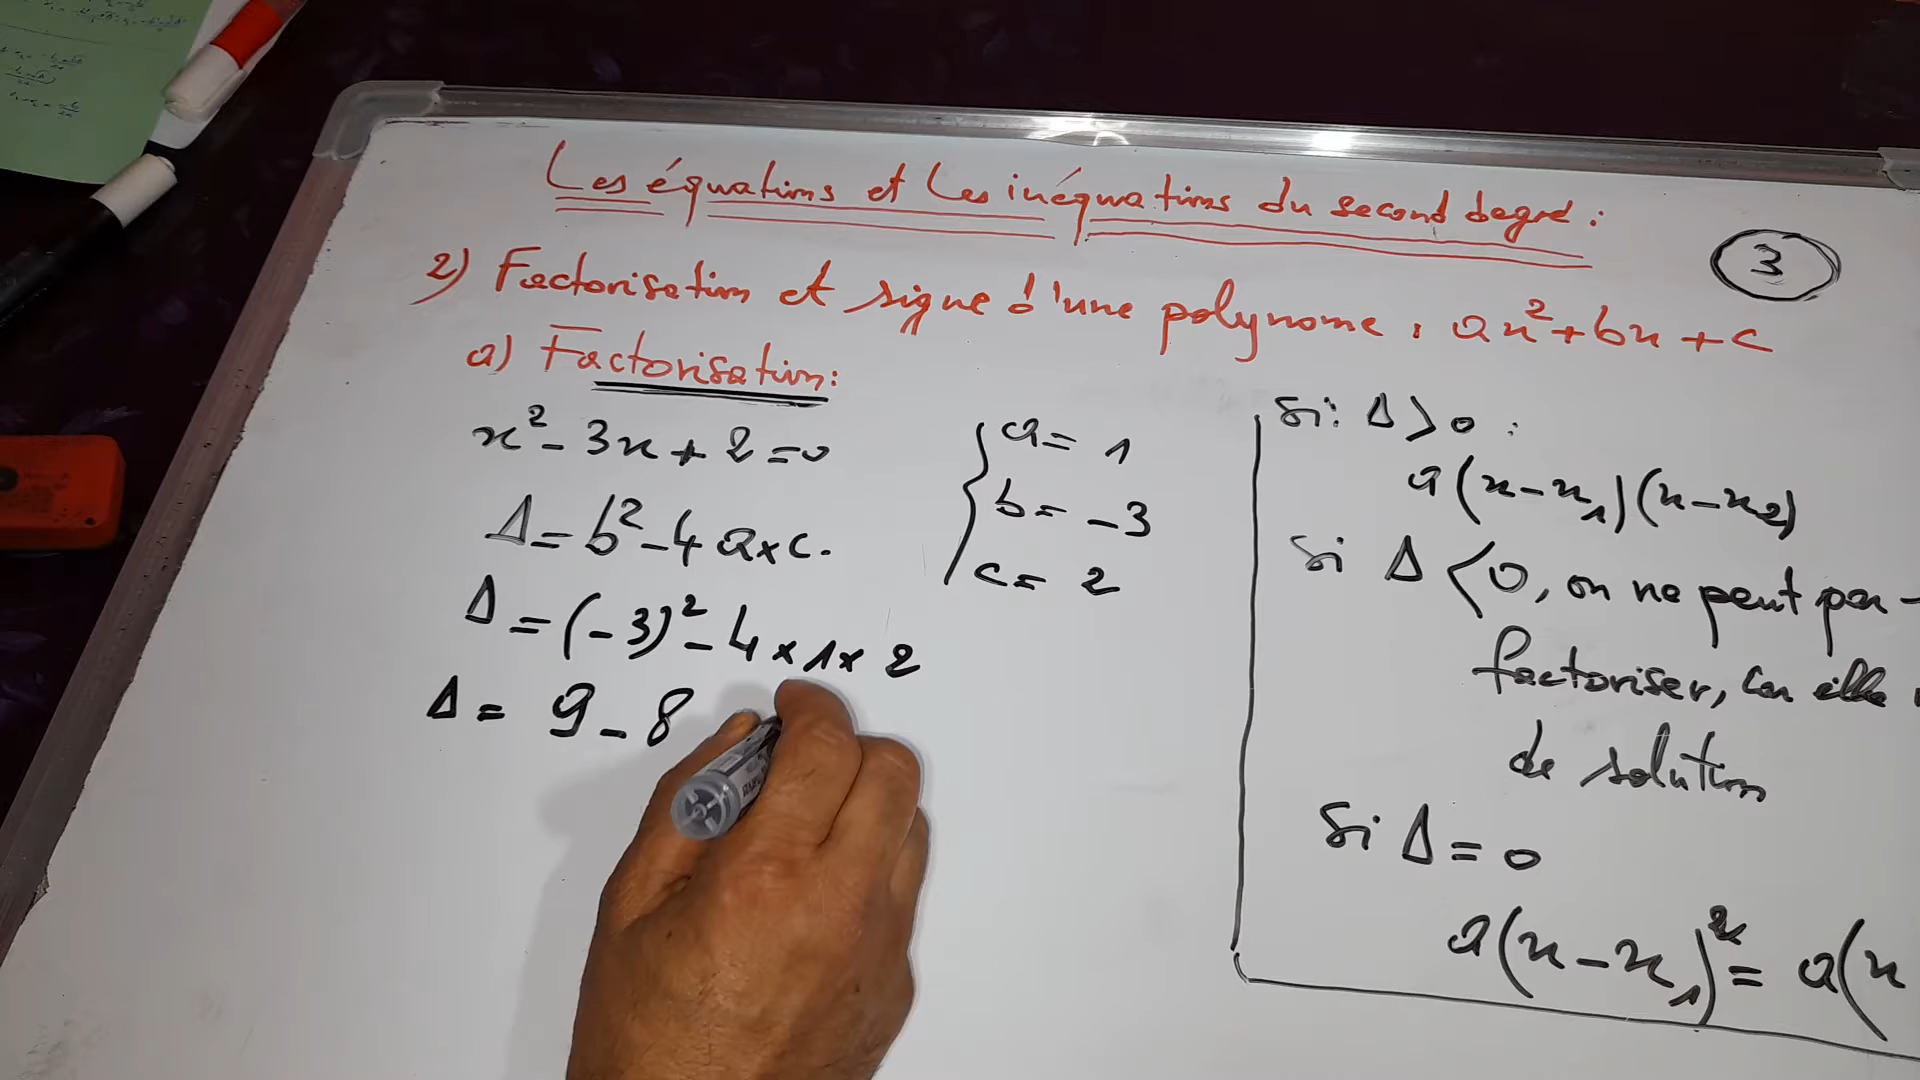 Les équations et Les inéquations du second degré :
3
2) Factorisation et signe d'une polynome : ax²+bx+c
a) Factorisation:
x²-3x+2=0
Δ=b²-4axc.
Δ=(-3)²-4×1×2
Δ= 9-8
a= 1
b= -3
c= 2
Si: Δ>0 :
a(x-x₁)(x-x₂)
Si Δ<0, on ne peut pas
factoriser, car elle
de solution
Si Δ=0
a(x-x₁)²= a(x